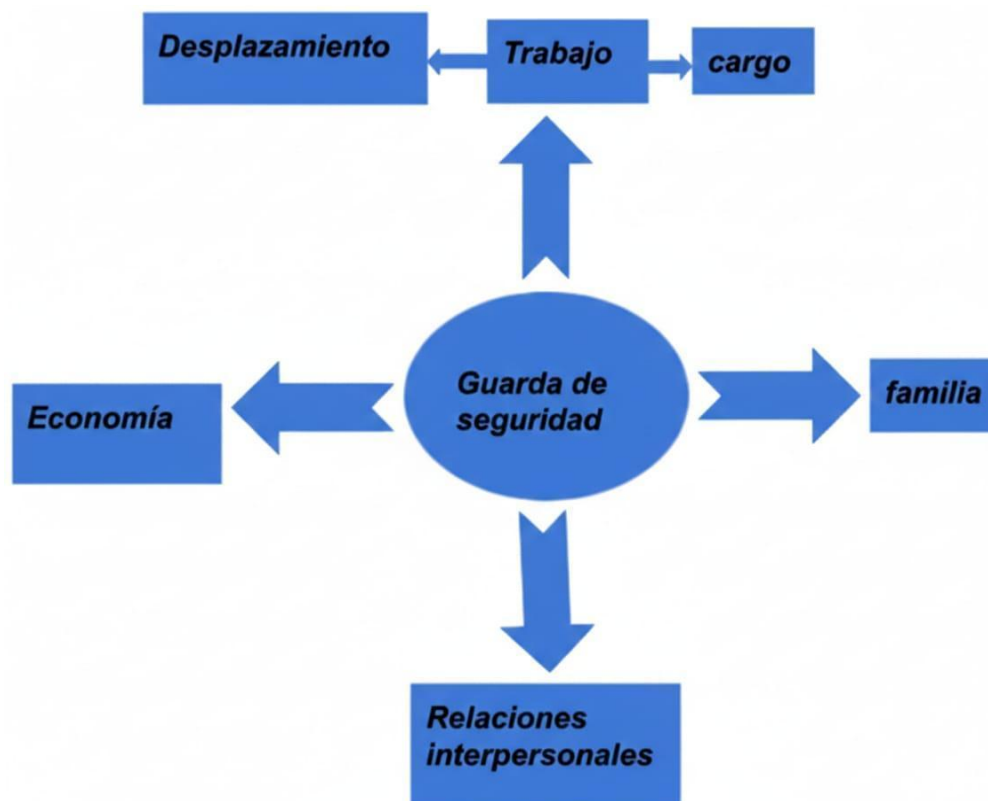 Desplazamiento
Trabajo
cargo
Guarda de
seguridad
Economía
familia
Relaciones
interpersonales